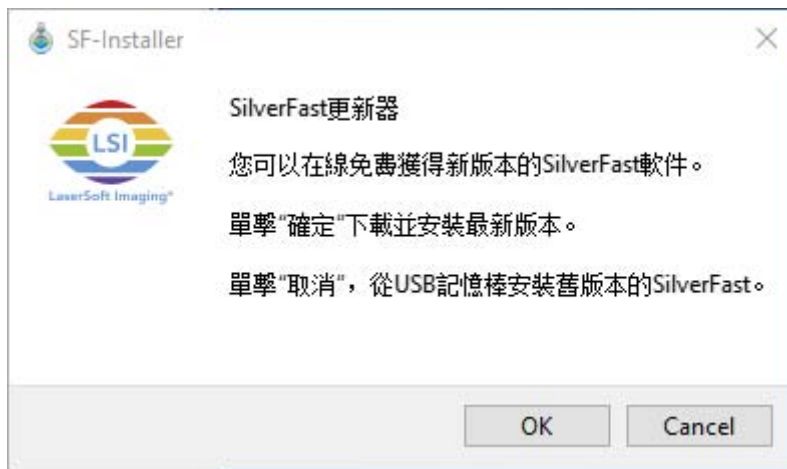 SF-Installer
LSI
LaserSoft Imaging®
SilverFast更新器
您可以在線免費獲得新版本的SilverFast軟件。
單擊"確定"下載並安裝最新版本。
單擊"取消"，從USB記憶棒安裝舊版本的SilverFast。
OK
Cancel